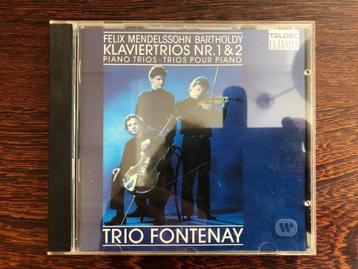 FELIX MENDELSSOHN BARTHOLDY
KLAVIERTRIOS NR.1 & 2
PIANO TRIOS · TRIOS POUR PIANO
TELDEC
CLASSICS
TRIO FONTENAY